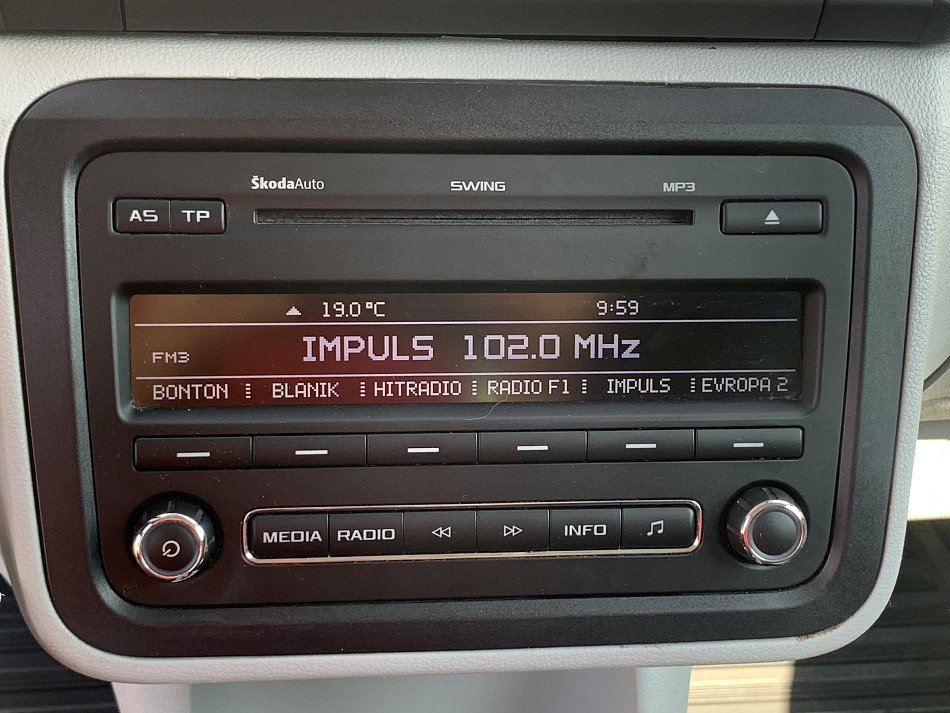 ŠkodaAuto SWING MP3
AS TP
19.0 °C 9:59
FM3 IMPULS 102.0 MHz
BONTON BLANIK HITRADIO RADIO F1 IMPULS EVROPA 2
MEDIA RADIO INFO